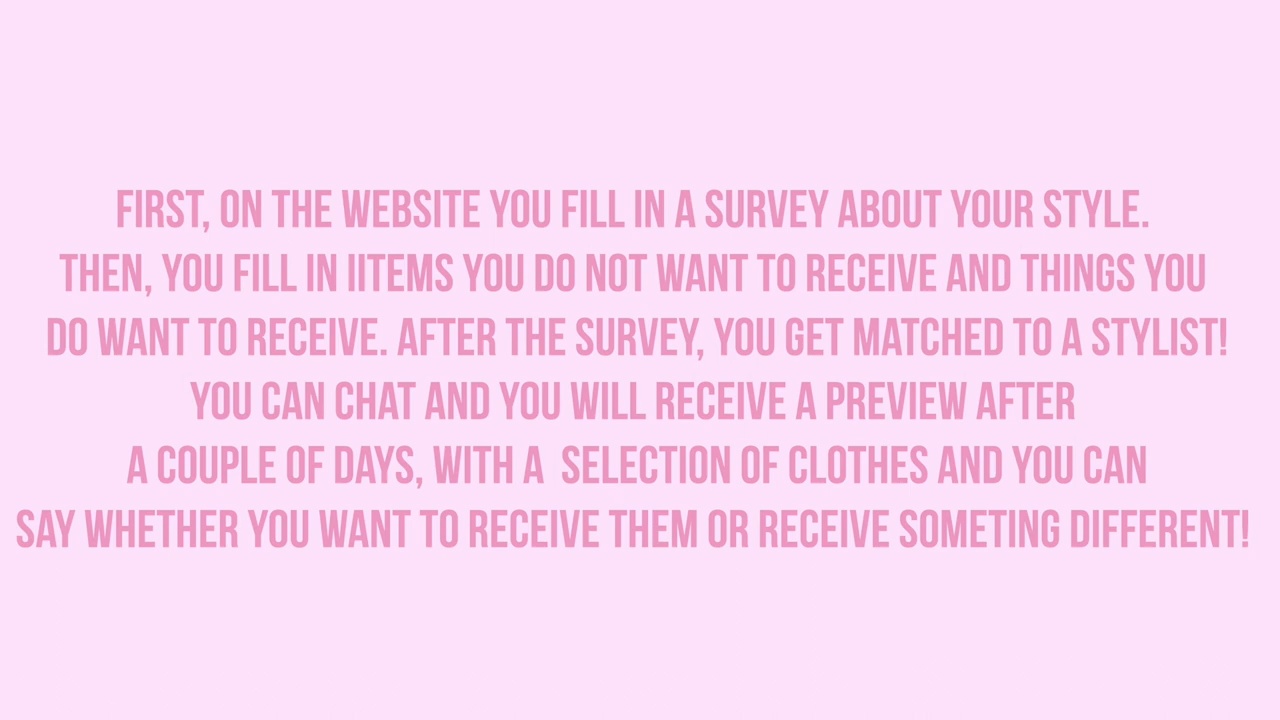 FIRST, ON THE WEBSITE YOU FILL IN A SURVEY ABOUT YOUR STYLE.
THEN, YOU FILL IN IITEMS YOU DO NOT WANT TO RECEIVE AND THINGS YOU
DO WANT TO RECEIVE. AFTER THE SURVEY, YOU GET MATCHED TO A STYLIST!
YOU CAN CHAT AND YOU WILL RECEIVE A PREVIEW AFTER
A COUPLE OF DAYS, WITH A  SELECTION OF CLOTHES AND YOU CAN
SAY WHETHER YOU WANT TO RECEIVE THEM OR RECEIVE SOMETING DIFFERENT!